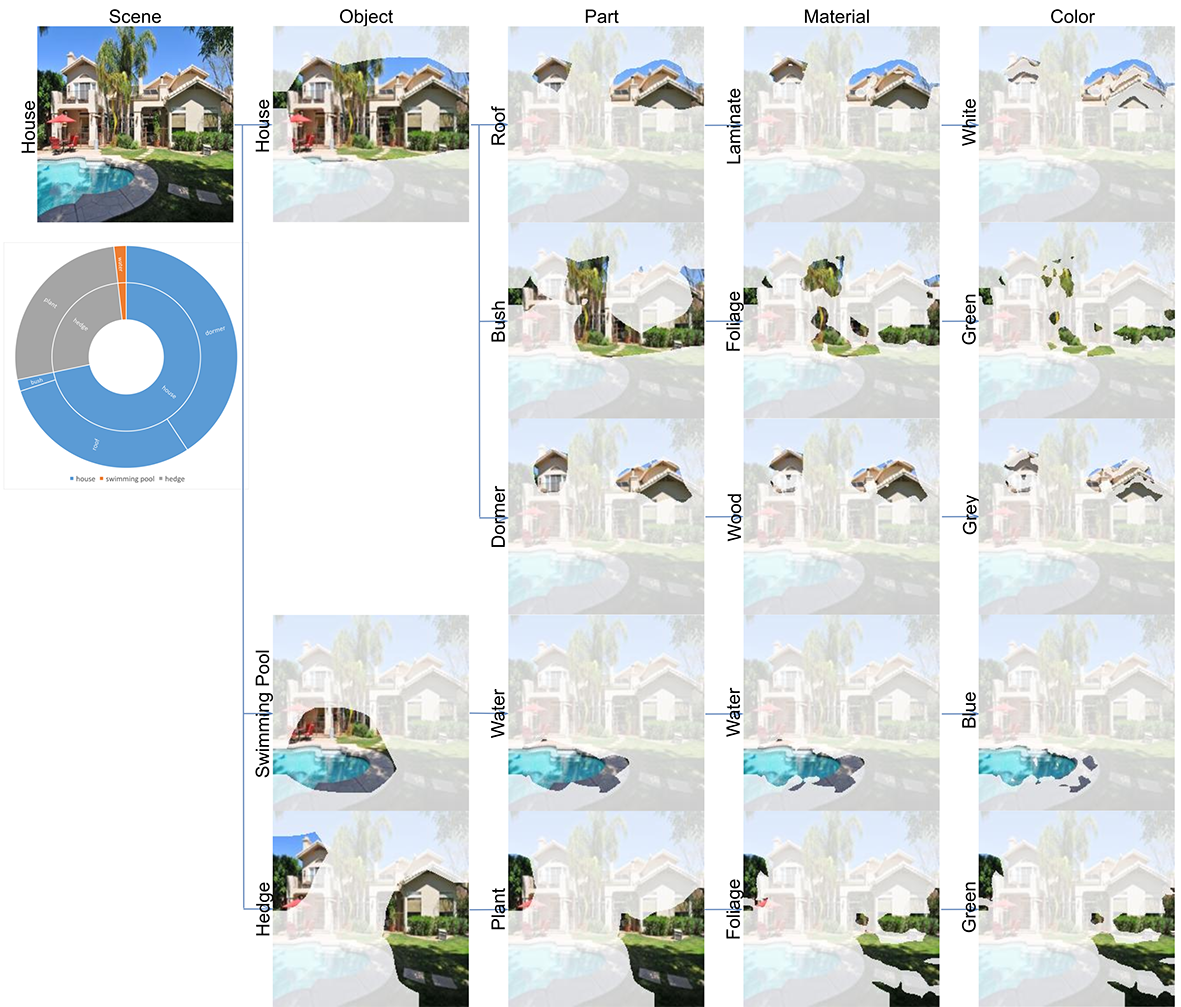 Scene Object Part Material Color
House House Roof Laminate White
Bush Foliage Green
plant
water
hedge
dormer
house
bush
roof
house swimming pool hedge
Dormer Wood Grey
Swimming Pool Water Water Blue
Hedge Plant Foliage Green